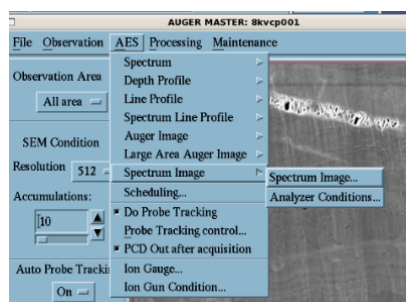 AUGER MASTER: 8kvcp001
File Observation AES Processing Maintenance
Observation Area
All area
SEM Condition
Resolution 512
Accumulations:
10
Auto Probe Tracki
On
Spectrum
Depth Profile
Line Profile
Spectrum Line Profile
Auger Image
Large Area Auger Image
Spectrum Image
Scheduling...
Do Probe Tracking
Probe Tracking control...
PCD Out after acquisition
Ion Gauge...
Ion Gun Condition...
Spectrum Image...
Analyzer Conditions...